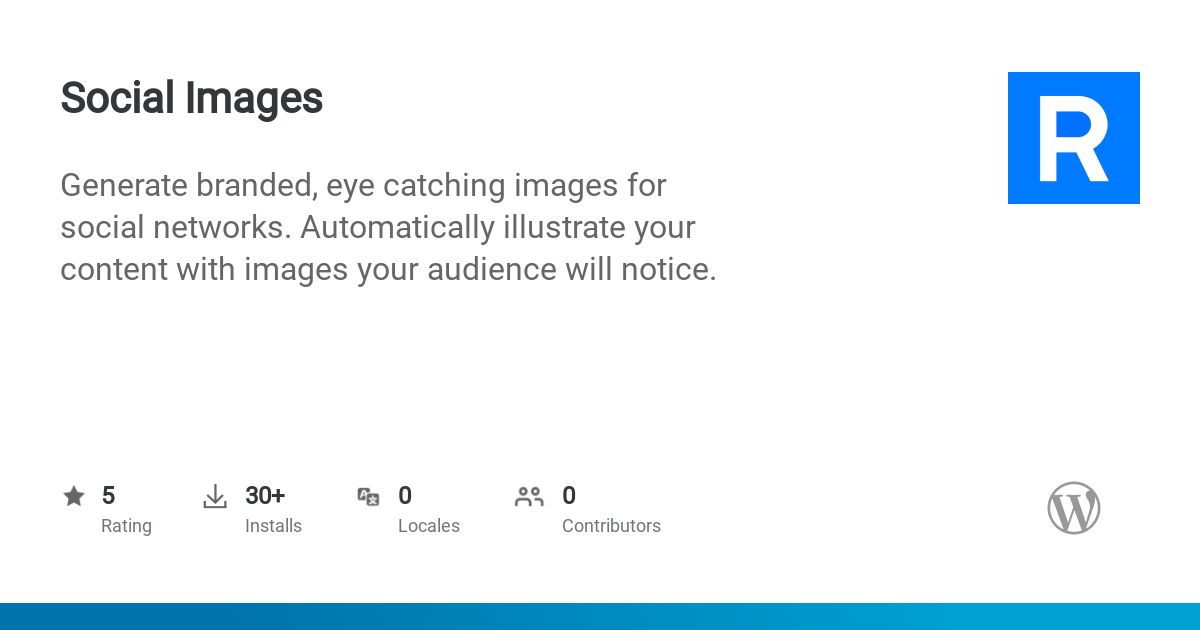 Social Images
R
Generate branded, eye catching images for
social networks. Automatically illustrate your
content with images your audience will notice.
5
Rating
30+
Installs
0
Locales
0
Contributors
W